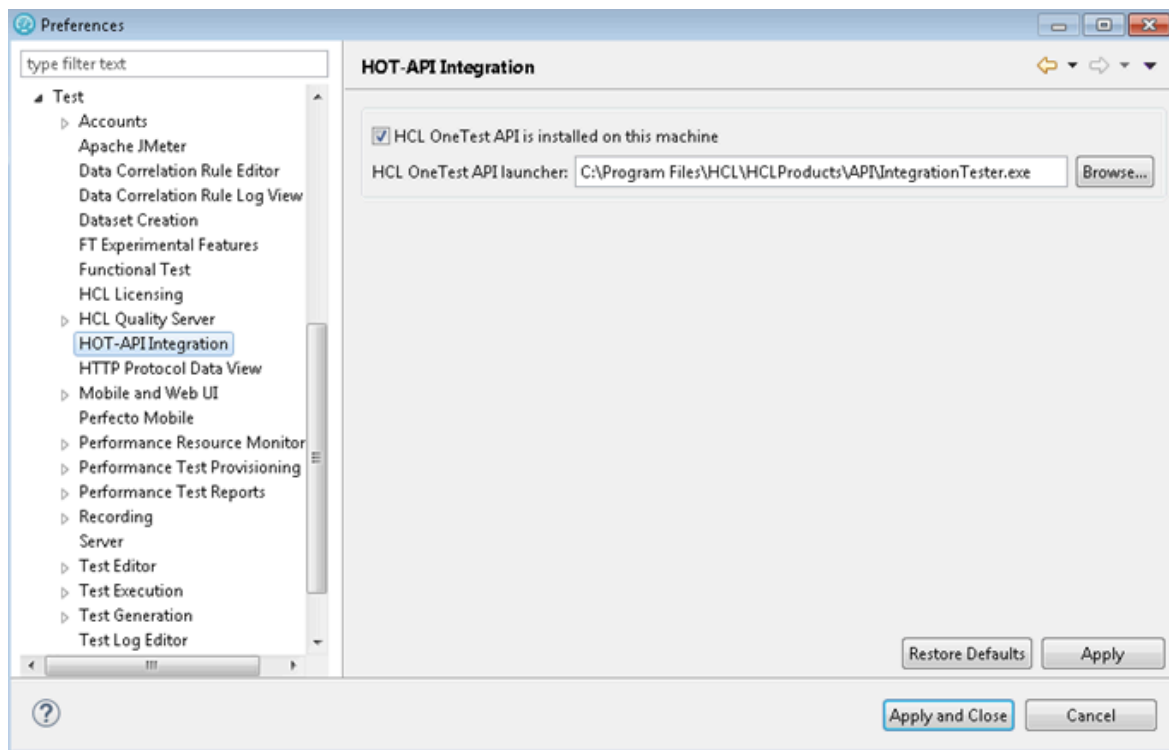 Preferences
type filter text
Test
Accounts
Apache JMeter
Data Correlation Rule Editor
Data Correlation Rule Log View
Dataset Creation
FT Experimental Features
Functional Test
HCL Licensing
HCL Quality Server
HOT-API Integration
HTTP Protocol Data View
Mobile and Web UI
Perfecto Mobile
Performance Resource Monitor
Performance Test Provisioning
Performance Test Reports
Recording
Server
Test Editor
Test Execution
Test Generation
Test Log Editor
HOT-API Integration
HCL OneTest API is installed on this machine
HCL OneTest API launcher: C:\Program Files\HCL\HCLProducts\API\IntegrationTester.exe Browse...
Restore Defaults Apply
? Apply and Close Cancel